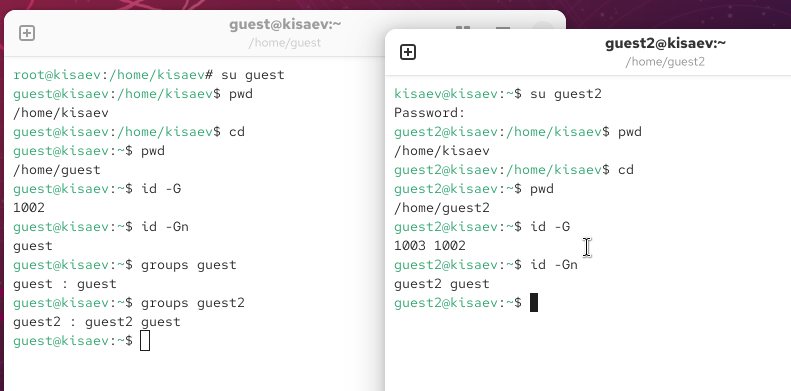 guest@kisaev:~
/home/guest
root@kisaev:/home/kisaev# su guest
guest@kisaev:/home/kisaev$ pwd
/home/kisaev
guest@kisaev:/home/kisaev$ cd
guest@kisaev:~$ pwd
/home/guest
guest@kisaev:~$ id -G
1002
guest@kisaev:~$ id -Gn
guest
guest@kisaev:~$ groups guest
guest : guest
guest@kisaev:~$ groups guest2
guest2 : guest2 guest
guest@kisaev:~$
guest2@kisaev:~
/home/guest2
kisaev@kisaev:~$ su guest2
Password:
guest2@kisaev:/home/kisaev$ pwd
/home/kisaev
guest2@kisaev:/home/kisaev$ cd
guest2@kisaev:~$ pwd
/home/guest2
guest2@kisaev:~$ id -G
1003 1002
guest2@kisaev:~$ id -Gn
guest2 guest
guest2@kisaev:~$